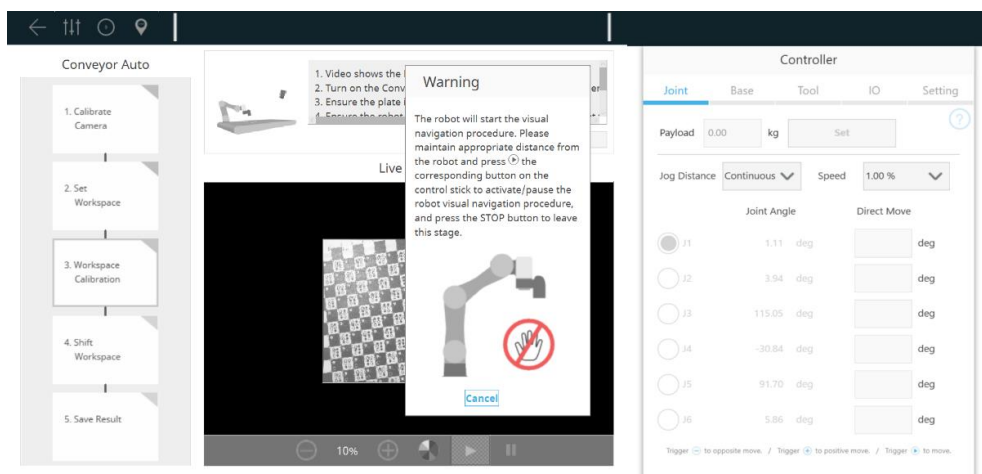 Conveyor Auto
1. Calibrate
Camera
2. Set
Workspace
3. Workspace
Calibration
4. Shift
Workspace
5. Save Result
1. Video shows the
2. Turn on the Conv
3. Ensure the plate
4. Ensure the robot
Live
10%
Warning
The robot will start the visual
navigation procedure. Please
maintain appropriate distance from
the robot and press the
corresponding button on the
control stick to activate/pause the
robot visual navigation procedure,
and press the STOP button to leave
this stage.
Cancel
Controller
Joint Base Tool IO Setting
?
Payload 0.00 kg Set
Jog Distance Continuous Speed 1.00 %
Joint Angle Direct Move
J1 1.11 deg deg
J2 3.94 deg deg
J3 115.05 deg deg
J4 -30.84 deg deg
J5 91.70 deg deg
J6 5.86 deg deg
Trigger to opposite move. / Trigger to positive move. / Trigger to move.